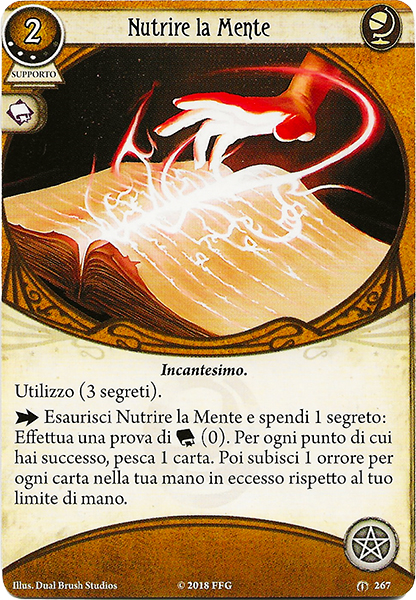 Nutrire la Mente
2
SUPPORTO
Incantesimo.
Utilizo (3 segreti).
Esaurisci Nutrire la Mente e spendi 1 segreto:
Effettua una prova di (0). Per ogni punto di cui
hai successo, pesca 1 carta. Poi subisci 1 orrore per
ogni carta nella tua mano in eccesso rispetto al tuo
limite di mano.
Illus. Dual Brush Studios © 2018 FFG 267